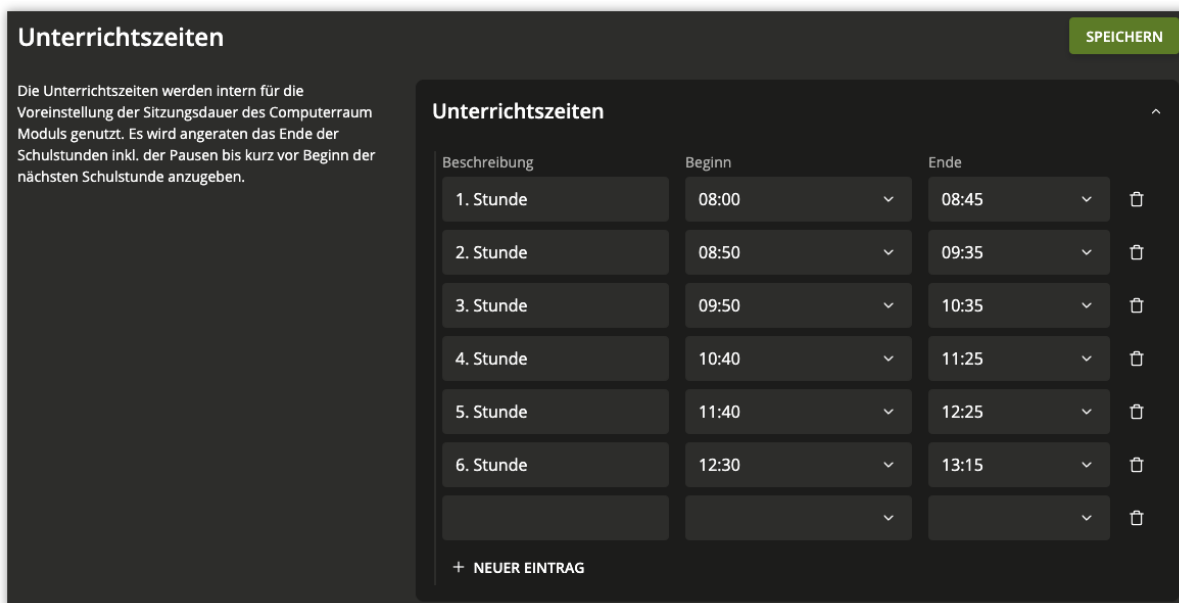 Unterrichtszeiten
SPEICHERN
Die Unterrichtszeiten werden intern für die
Voreinstellung der Sitzungsdauer des Computerraum
Moduls genutzt. Es wird angeraten das Ende der
Schulstunden inkl. der Pausen bis kurz vor Beginn der
nächsten Schulstunde anzugeben.
Unterrichtszeiten
Beschreibung Beginn Ende
1. Stunde 08:00 08:45
2. Stunde 08:50 09:35
3. Stunde 09:50 10:35
4. Stunde 10:40 11:25
5. Stunde 11:40 12:25
6. Stunde 12:30 13:15
+ NEUER EINTRAG